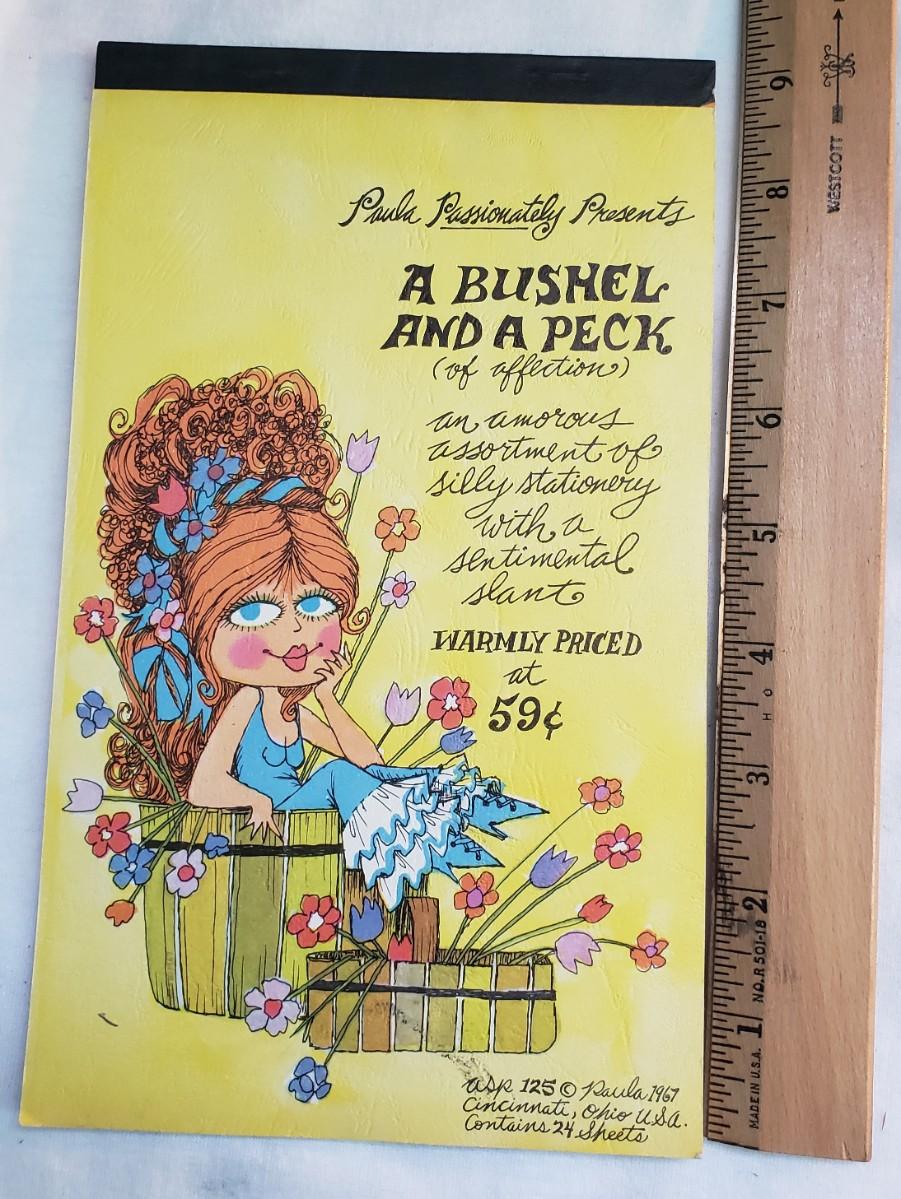 Paula Passionately Presents
A BUSHEL
AND A PECK
(of affection)
an amorous
assortment of
silly stationery
with a
sentimental
slant
WARMLY PRICED
at
59¢
asp. 125 © Paula 1967
Cincinnati, Ohio U.S.A.
Contains 24 Sheets
9
8
7
6
5
4
3
2
1
WESTCOTT
H O
NO. R 501-18
MADE IN U.S.A.